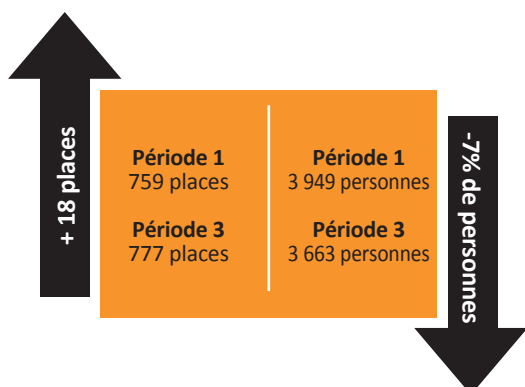 + 18 places
Période 1
759 places
Période 3
777 places
Période 1
3 949 personnes
Période 3
3 663 personnes
-7% de personnes